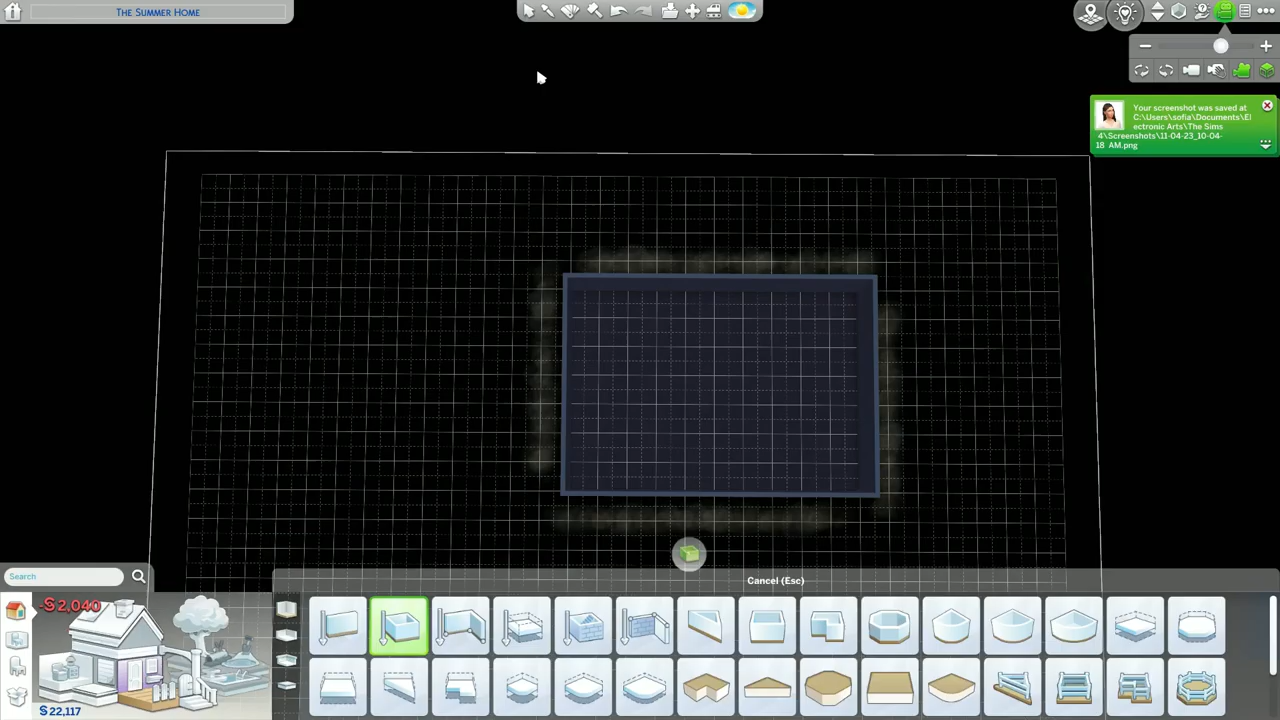 The Summer Home
Your screenshot was saved at
C:\Users\sofia\Documents\El
ectronic Arts\The Sims
4\Screenshots\11-04-23_10-04-
18 AM.png
Cancel (Esc)
Search
-§2,040
§22,117